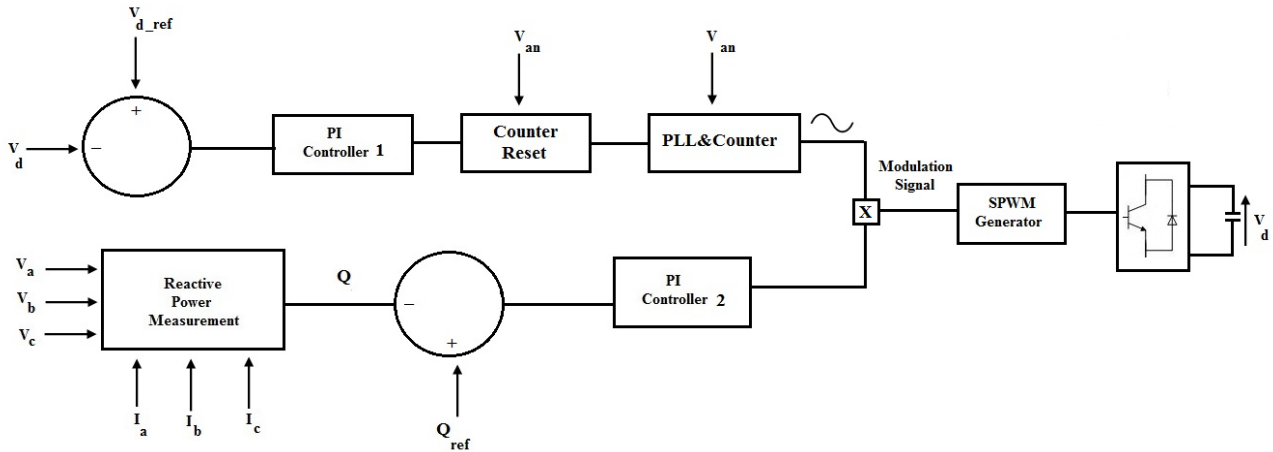 V d_ref
V an
V an
+
−
V d
PI
Controller 1
Counter
Reset
PLL&Counter
Modulation
Signal
X
SPWM
Generator
V d
V a
V b
V c
Reactive
Power
Measurement
Q
−
+
PI
Controller 2
I a
I b
I c
Q ref